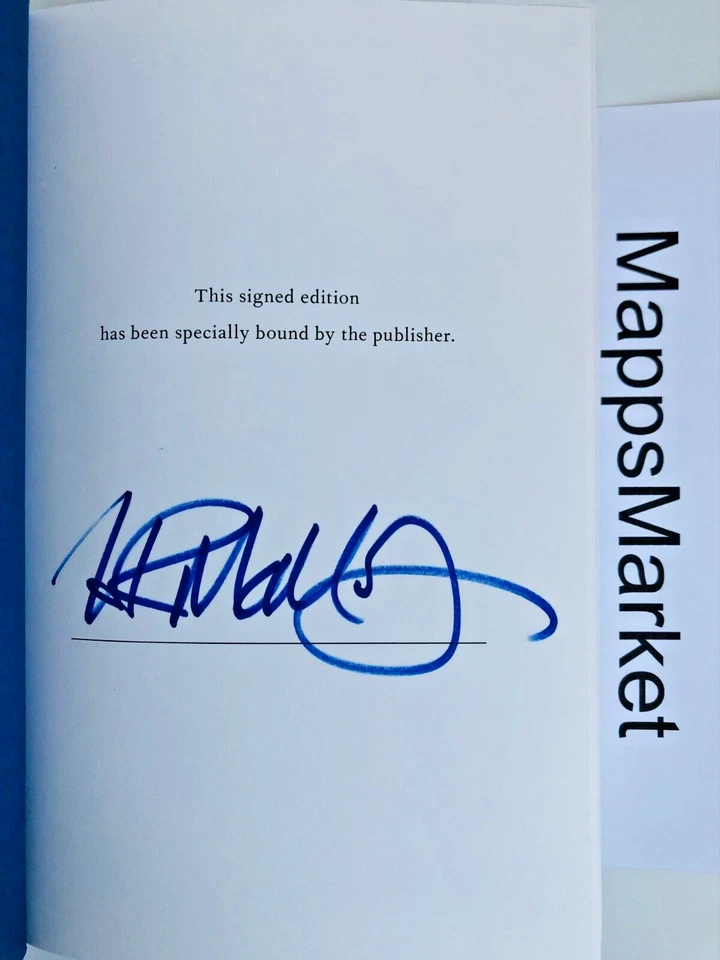 This signed edition
has been specially bound by the publisher.
MappsMarket